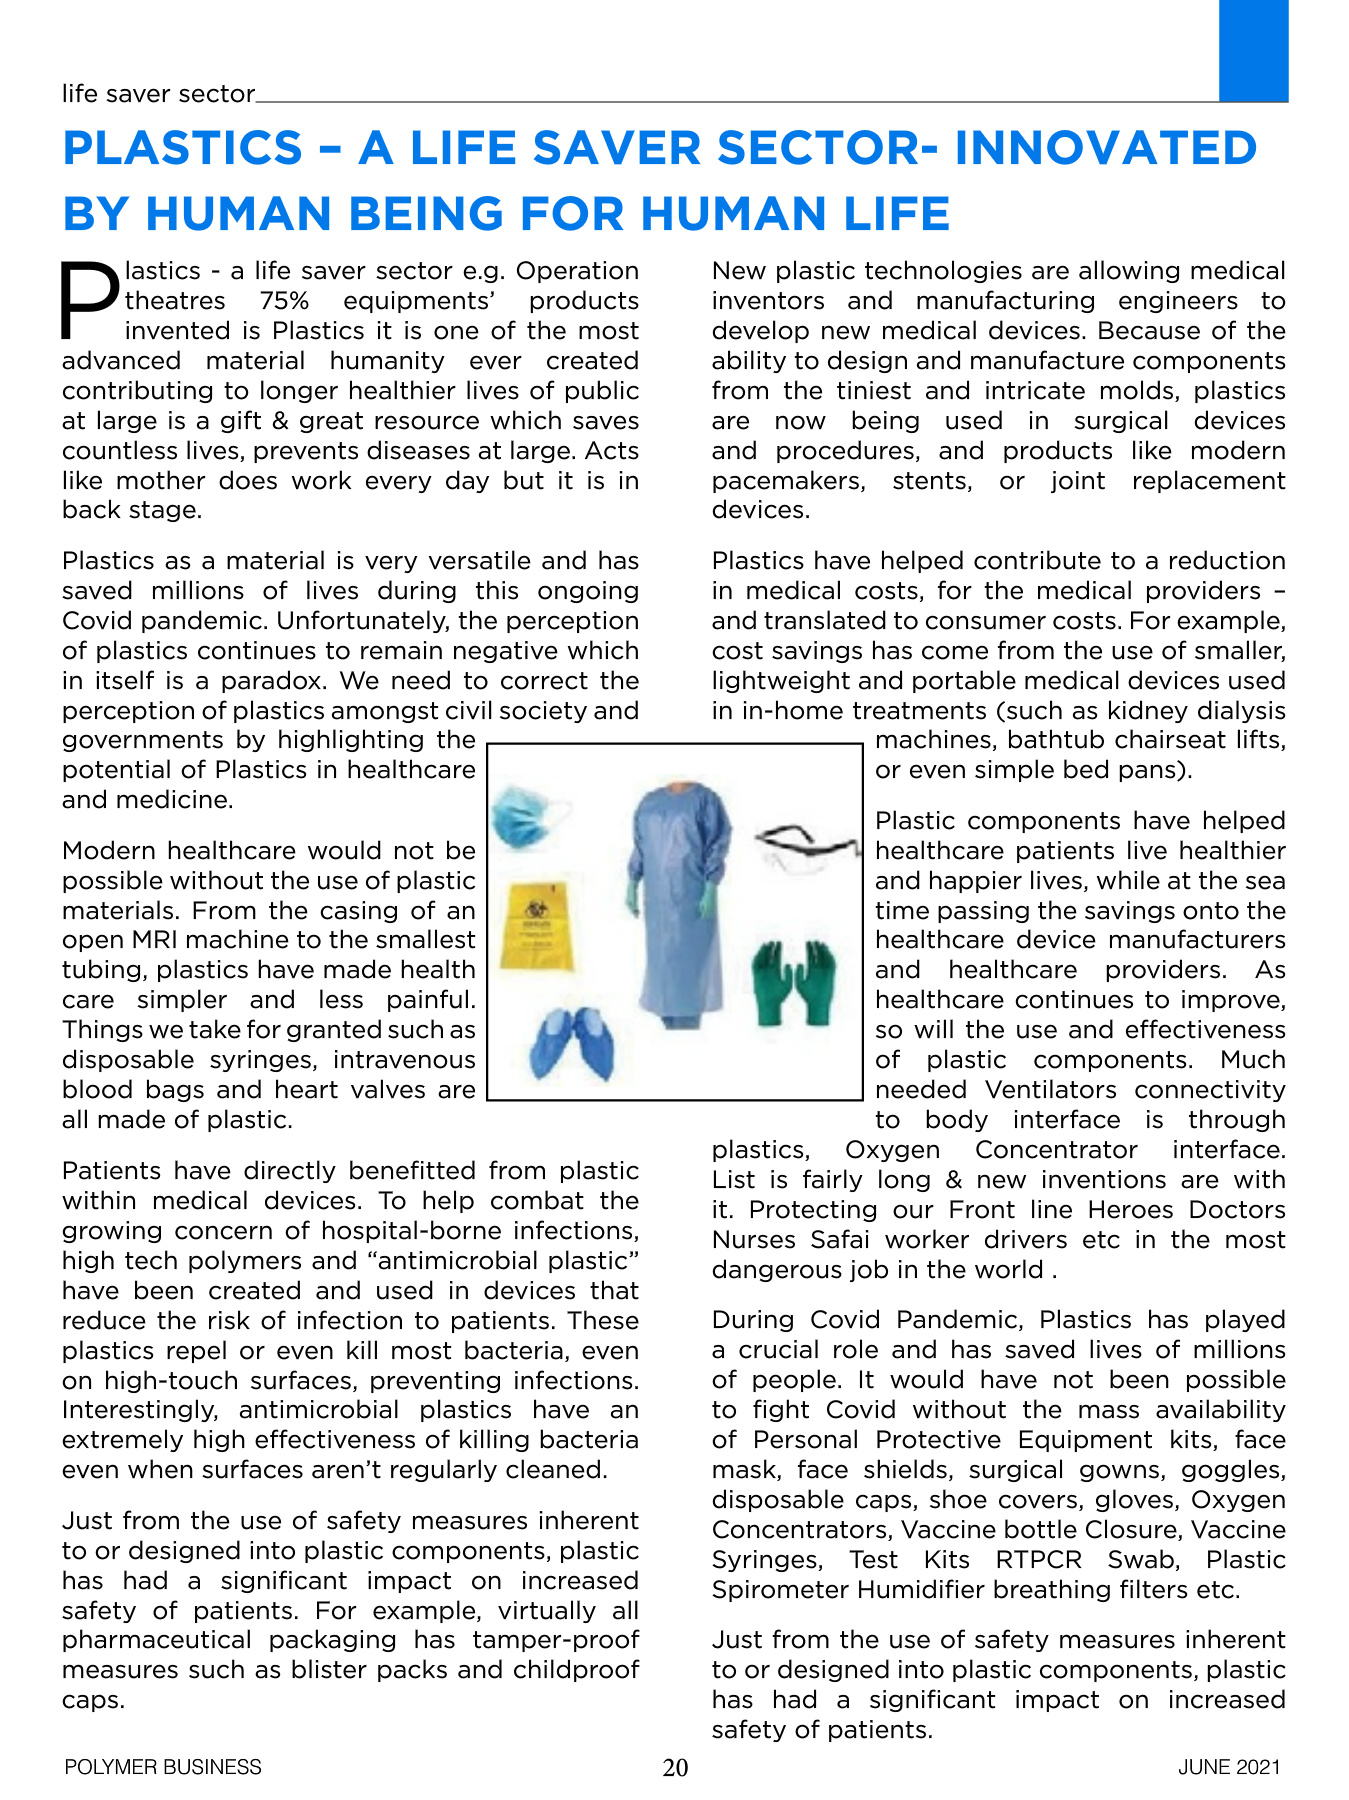 life saver sector
PLASTICS – A LIFE SAVER SECTOR- INNOVATED
BY HUMAN BEING FOR HUMAN LIFE
Plastics - a life saver sector e.g. Operation
theatres 75% equipments’ products
invented is Plastics it is one of the most
advanced material humanity ever created
contributing to longer healthier lives of public
at large is a gift & great resource which saves
countless lives, prevents diseases at large. Acts
like mother does work every day but it is in
back stage.
Plastics as a material is very versatile and has
saved millions of lives during this ongoing
Covid pandemic. Unfortunately, the perception
of plastics continues to remain negative which
in itself is a paradox. We need to correct the
perception of plastics amongst civil society and
governments by highlighting the
potential of Plastics in healthcare
and medicine.
Modern healthcare would not be
possible without the use of plastic
materials. From the casing of an
open MRI machine to the smallest
tubing, plastics have made health
care simpler and less painful.
Things we take for granted such as
disposable syringes, intravenous
blood bags and heart valves are
all made of plastic.
Patients have directly benefitted from plastic
within medical devices. To help combat the
growing concern of hospital-borne infections,
high tech polymers and “antimicrobial plastic”
have been created and used in devices that
reduce the risk of infection to patients. These
plastics repel or even kill most bacteria, even
on high-touch surfaces, preventing infections.
Interestingly, antimicrobial plastics have an
extremely high effectiveness of killing bacteria
even when surfaces aren’t regularly cleaned.
Just from the use of safety measures inherent
to or designed into plastic components, plastic
has had a significant impact on increased
safety of patients. For example, virtually all
pharmaceutical packaging has tamper-proof
measures such as blister packs and childproof
caps.
New plastic technologies are allowing medical
inventors and manufacturing engineers to
develop new medical devices. Because of the
ability to design and manufacture components
from the tiniest and intricate molds, plastics
are now being used in surgical devices
and procedures, and products like modern
pacemakers, stents, or joint replacement
devices.
Plastics have helped contribute to a reduction
in medical costs, for the medical providers –
and translated to consumer costs. For example,
cost savings has come from the use of smaller,
lightweight and portable medical devices used
in in-home treatments (such as kidney dialysis
machines, bathtub chairseat lifts,
or even simple bed pans).
Plastic components have helped
healthcare patients live healthier
and happier lives, while at the sea
time passing the savings onto the
healthcare device manufacturers
and healthcare providers. As
healthcare continues to improve,
so will the use and effectiveness
of plastic components. Much
needed Ventilators connectivity
to body interface is through
plastics, Oxygen Concentrator interface.
List is fairly long & new inventions are with
it. Protecting our Front line Heroes Doctors
Nurses Safai worker drivers etc in the most
dangerous job in the world .
During Covid Pandemic, Plastics has played
a crucial role and has saved lives of millions
of people. It would have not been possible
to fight Covid without the mass availability
of Personal Protective Equipment kits, face
mask, face shields, surgical gowns, goggles,
disposable caps, shoe covers, gloves, Oxygen
Concentrators, Vaccine bottle Closure, Vaccine
Syringes, Test Kits RTPCR Swab, Plastic
Spirometer Humidifier breathing filters etc.
Just from the use of safety measures inherent
to or designed into plastic components, plastic
has had a significant impact on increased
safety of patients.
POLYMER BUSINESS
20
JUNE 2021